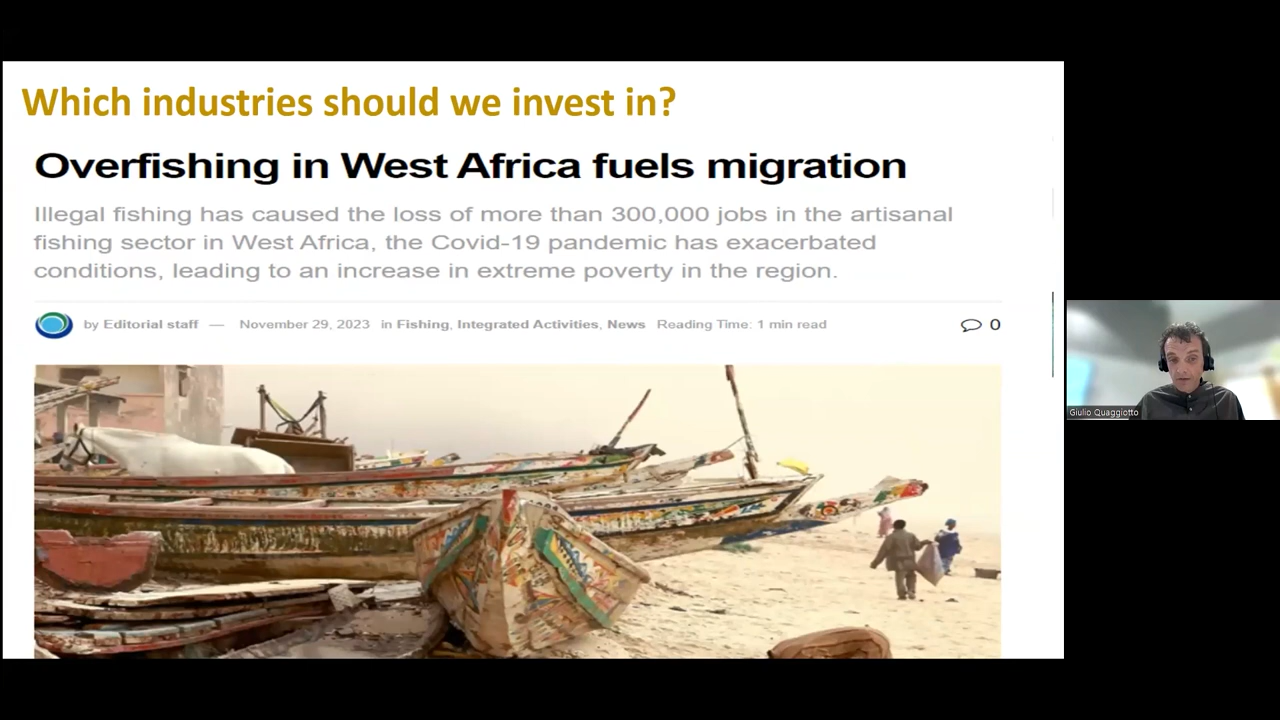 Which industries should we invest in?
Overfishing in West Africa fuels migration
Illegal fishing has caused the loss of more than 300,000 jobs in the artisanal
fishing sector in West Africa, the Covid-19 pandemic has exacerbated
conditions, leading to an increase in extreme poverty in the region.
by Editorial staff — November 29, 2023 in Fishing, Integrated Activities, News Reading Time: 1 min read 0
Giulio Quaggiotto